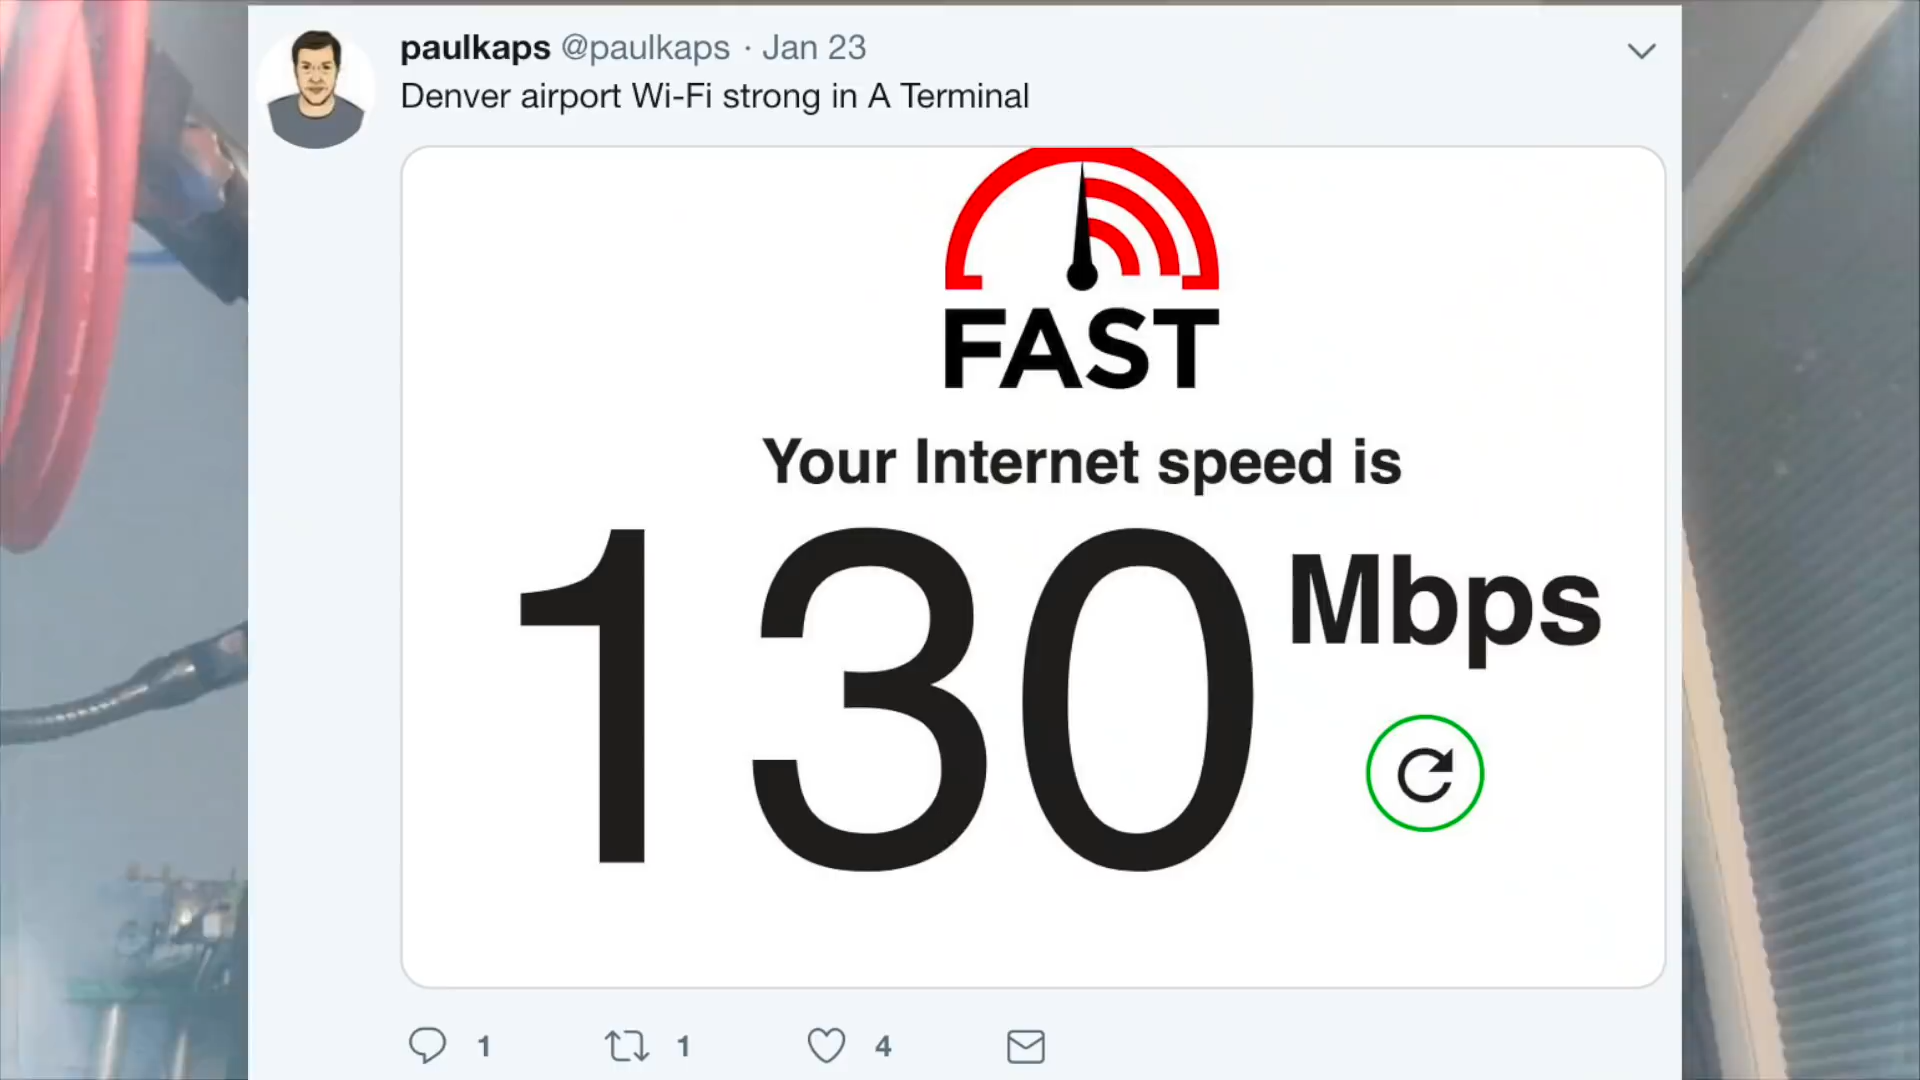 paulkaps @paulkaps · Jan 23
Denver airport Wi-Fi strong in A Terminal
FAST
Your Internet speed is
130 Mbps
1 1 4